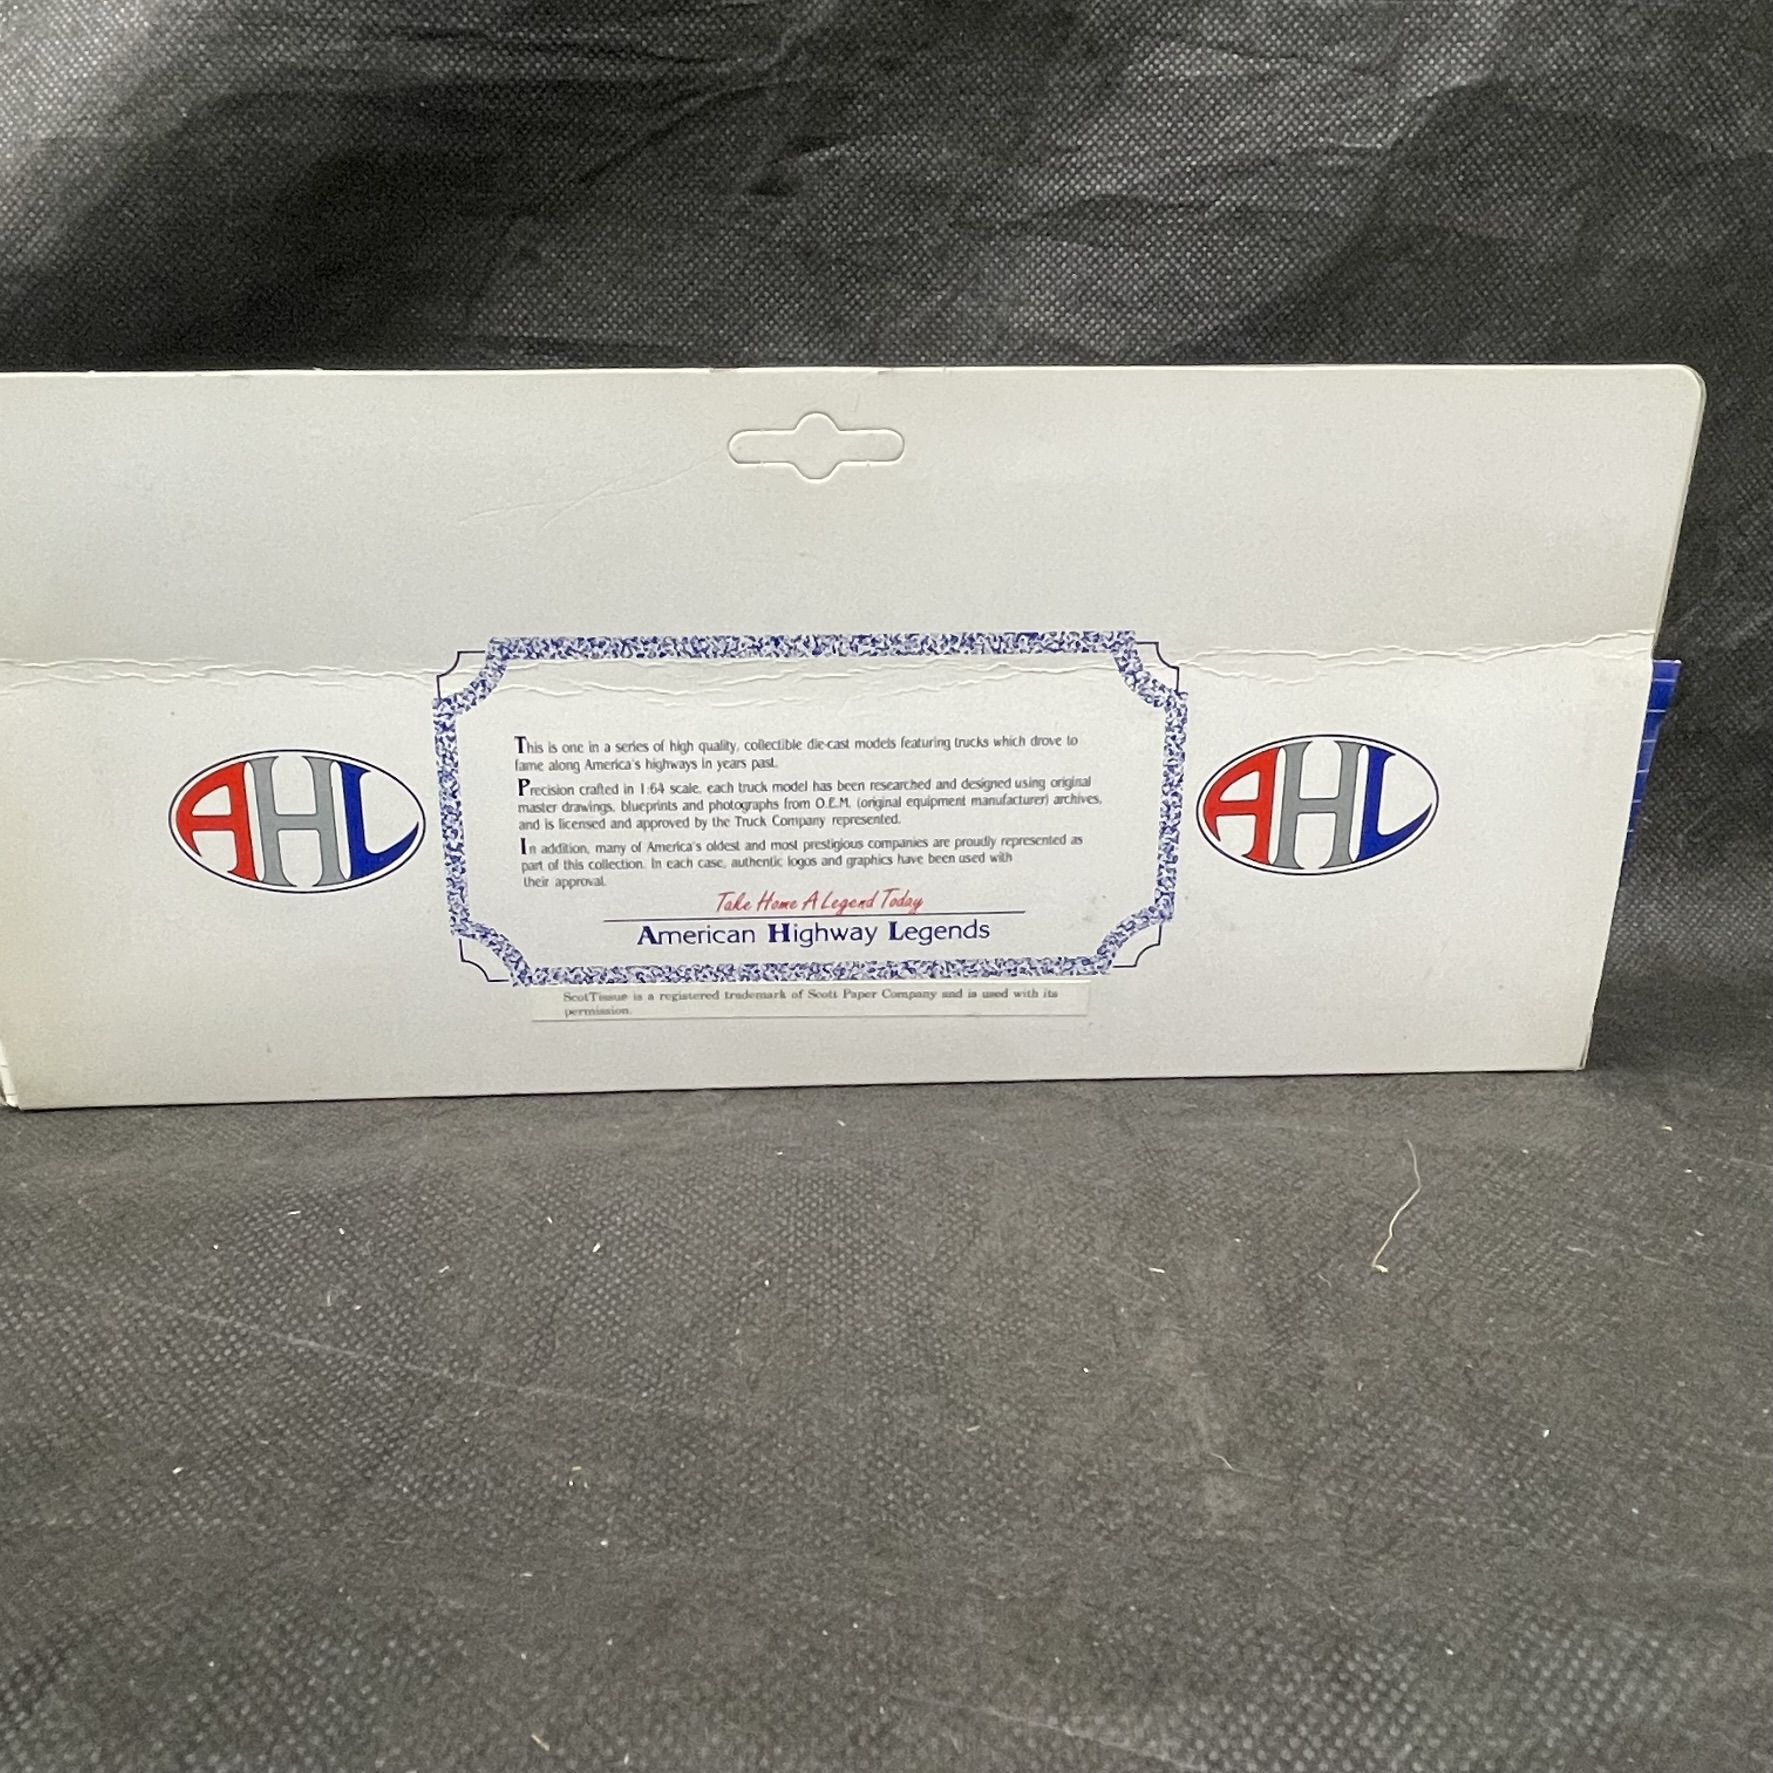 This is one in a series of high quality, collectible die-cast models featuring trucks which drove to
fame along America's highways in years past.
Precision crafted in 1:64 scale, each truck model has been researched and designed using original
master drawings, blueprints and photographs from O.E.M. (original equipment manufacturer) archives,
and is licensed and approved by the Truck Company represented.
In addition, many of America's oldest and most prestigious companies are proudly represented as
part of this collection. In each case, authentic logos and graphics have been used with
their approval.
AHL
AHL
Take Home A Legend Today
American Highway Legends
ScotTissue is a registered trademark of Scott Paper Company and is used with its
permission.